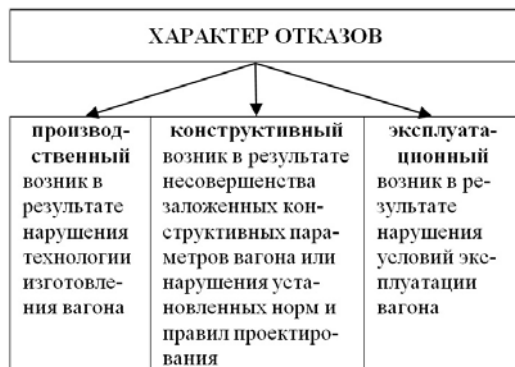 ХАРАКТЕР ОТКАЗОВ
производ-
ственный
возник в
результате
нарушения
технологии
изготовле-
ния вагона
конструктивный
возник в результате
несовершенства
заложенных кон-
структивных пара-
метров вагона или
нарушения уста-
новленных норм и
правил проектиро-
вания
эксплуата-
ционный
возник в ре-
зультате
нарушения
условий экс-
плуатации
вагона